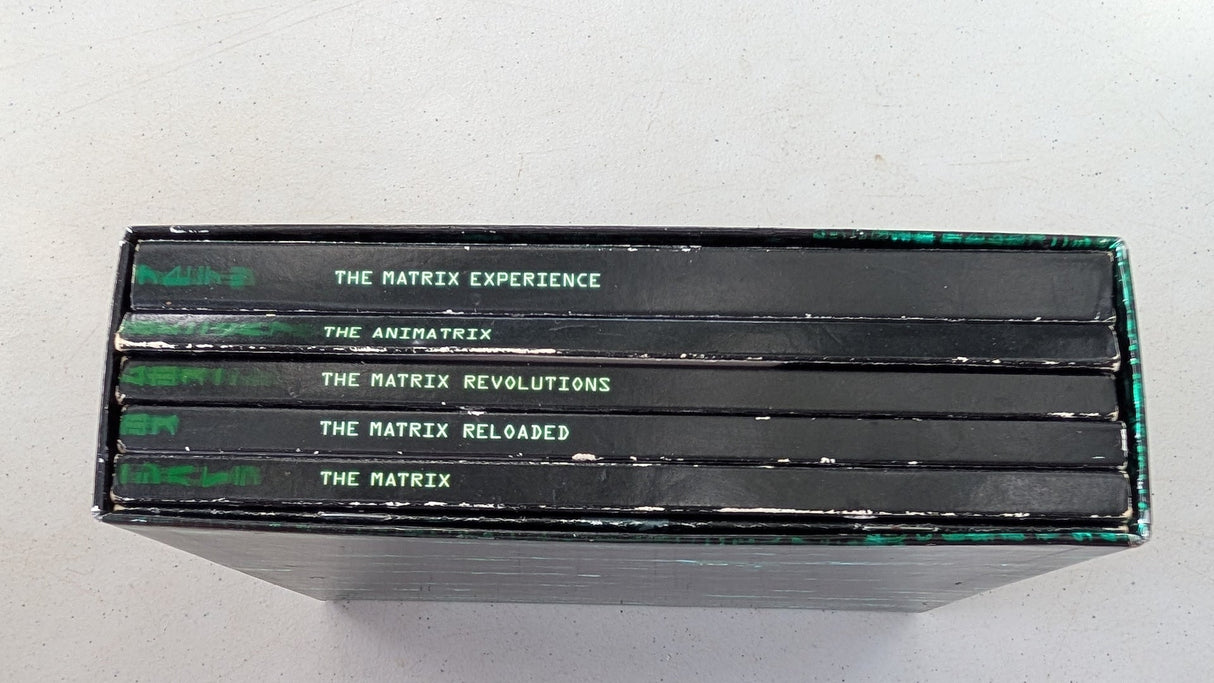 THE MATRIX EXPERIENCE
THE ANIMATRIX
THE MATRIX REVOLUTIONS
THE MATRIX RELOADED
THE MATRIX